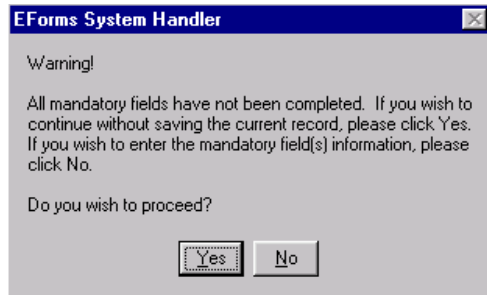 EForms System Handler
Warning!
All mandatory fields have not been completed.  If you wish to
continue without saving the current record, please click Yes.
If you wish to enter the mandatory field(s) information, please
click No.
Do you wish to proceed?
Yes No